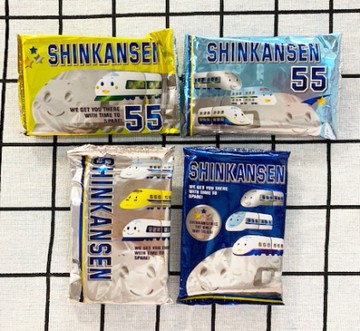 SHINKANSEN
WE GET YOU THERE
WITH TIME TO
SPARE!
55
SHINKANSEN
55
SHINKANSEN
WE GET YOU THERE
WITH TIME TO
SPARE!
SHINKANSEN
WE GET YOU THERE
WITH TIME TO
SPARE!